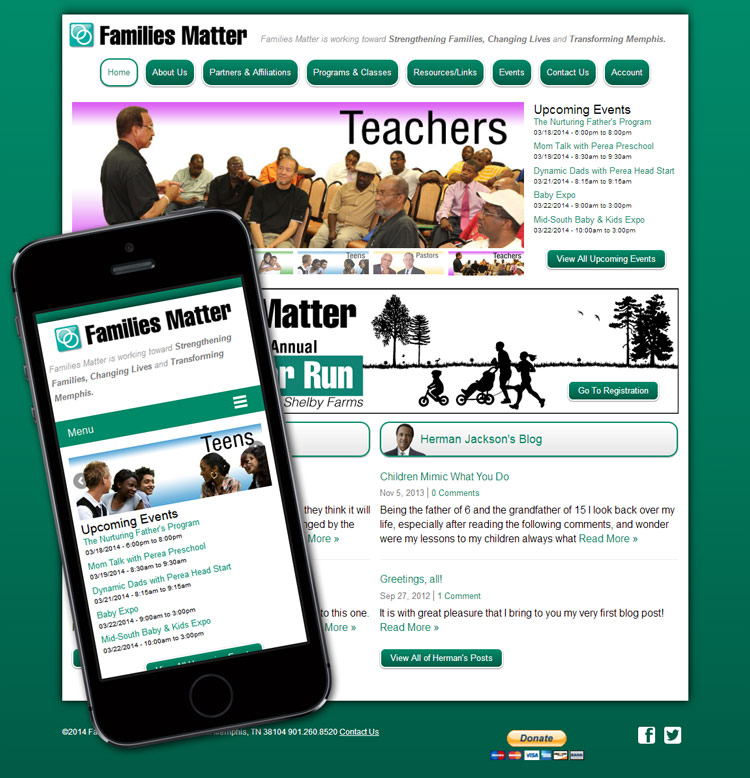 Families Matter
Families Matter is working toward Strengthening Families, Changing Lives and Transforming Memphis.
Home
About Us
Partners & Affiliations
Programs & Classes
Resources/Links
Events
Contact Us
Account
Teachers
Teens
Pastors
Teachers
Upcoming Events
The Nurturing Father's Program
03/18/2014 - 6:00pm to 8:00pm
Mom Talk with Perea Preschool
03/19/2014 - 8:30am to 9:30am
Dynamic Dads with Perea Head Start
03/21/2014 - 8:15am to 9:15am
Baby Expo
03/22/2014 - 9:00am to 3:00pm
Mid-South Baby & Kids Expo
03/22/2014 - 10:00am to 3:00pm
View All Upcoming Events
Matter
Annual
r Run
Shelby Farms
Go To Registration
Herman Jackson's Blog
Children Mimic What You Do
Nov 5, 2013 | 0 Comments
Being the father of 6 and the grandfather of 15 I look back over my
life, especially after reading the following comments, and wonder
were my lessons to my children always what Read More »
Greetings, all!
Sep 27, 2012 | 1 Comment
It is with great pleasure that I bring to you my very first blog post!
Read More »
View All of Herman's Posts
they think it will
nged by the
More »
to this one.
More »
Families Matter
Families Matter is working toward Strengthening
Families, Changing Lives and Transforming
Memphis.
Menu
Teens
Upcoming Events
The Nurturing Father's Program
03/18/2014 - 6:00pm to 8:00pm
Mom Talk with Perea Preschool
03/19/2014 - 8:30am to 9:30am
Dynamic Dads with Perea Head Start
03/21/2014 - 8:15am to 9:15am
Baby Expo
03/22/2014 - 9:00am to 3:00pm
Mid-South Baby & Kids Expo
03/22/2014 - 10:00am to 3:00pm
©2014 Fa
Memphis, TN 38104 901.260.8520 Contact Us
Donate
VISA